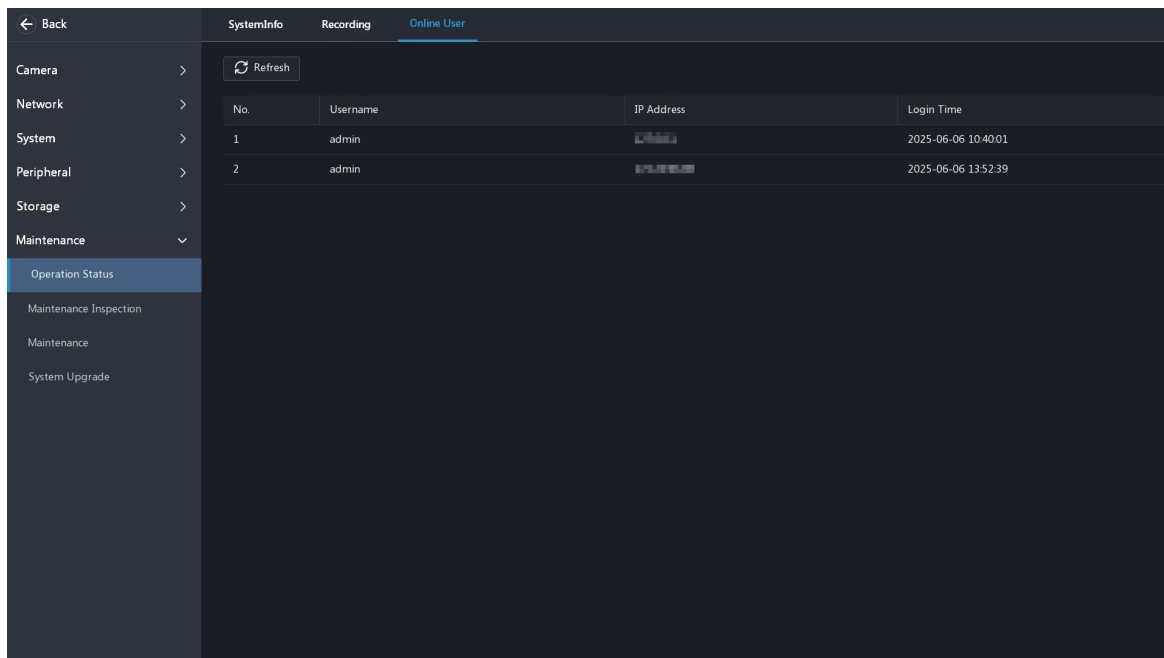 Back
SystemInfo Recording Online User
Camera
Network
System
Peripheral
Storage
Maintenance
Operation Status
Maintenance Inspection
Maintenance
System Upgrade
Refresh
No. Username IP Address Login Time
1 admin 2025-06-06 10:40:01
2 admin 2025-06-06 13:52:39